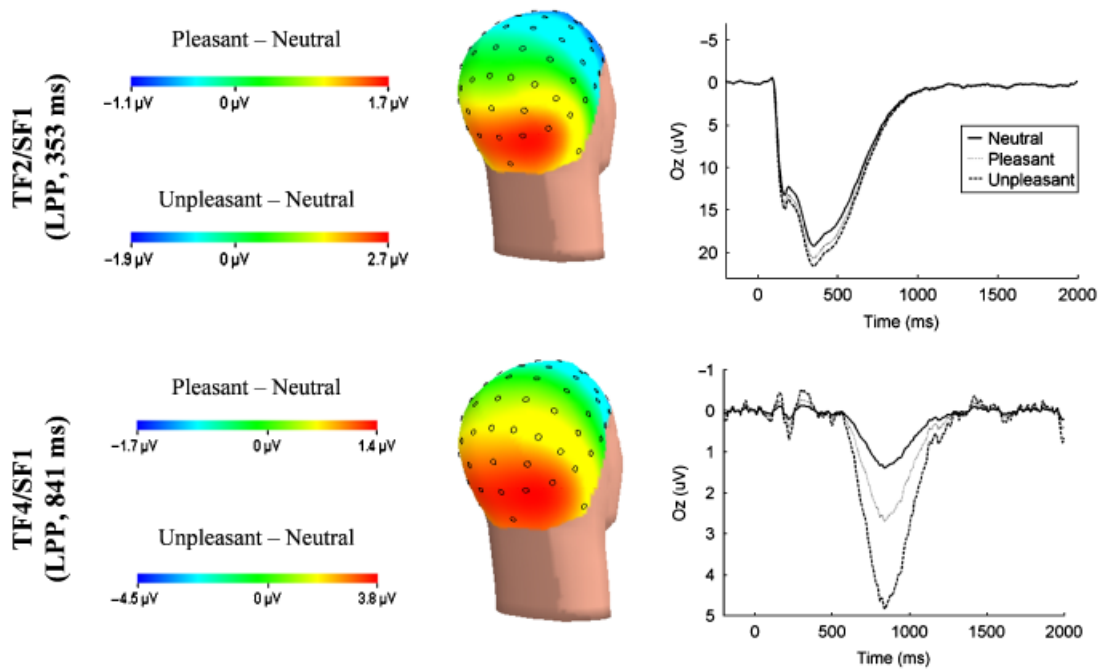 TF2/SF1
(LPP, 353 ms)
Pleasant – Neutral
−1.1 µV 0 µV 1.7 µV
Unpleasant – Neutral
−1.9 µV 0 µV 2.7 µV
Oz (uV)
−5
0
5
10
15
20
Neutral
Pleasant
Unpleasant
0 500 1000 1500 2000
Time (ms)
TF4/SF1
(LPP, 841 ms)
Pleasant – Neutral
−1.7 µV 0 µV 1.4 µV
Unpleasant – Neutral
−4.5 µV 0 µV 3.8 µV
Oz (uV)
−1
0
1
2
3
4
5
0 500 1000 1500 2000
Time (ms)